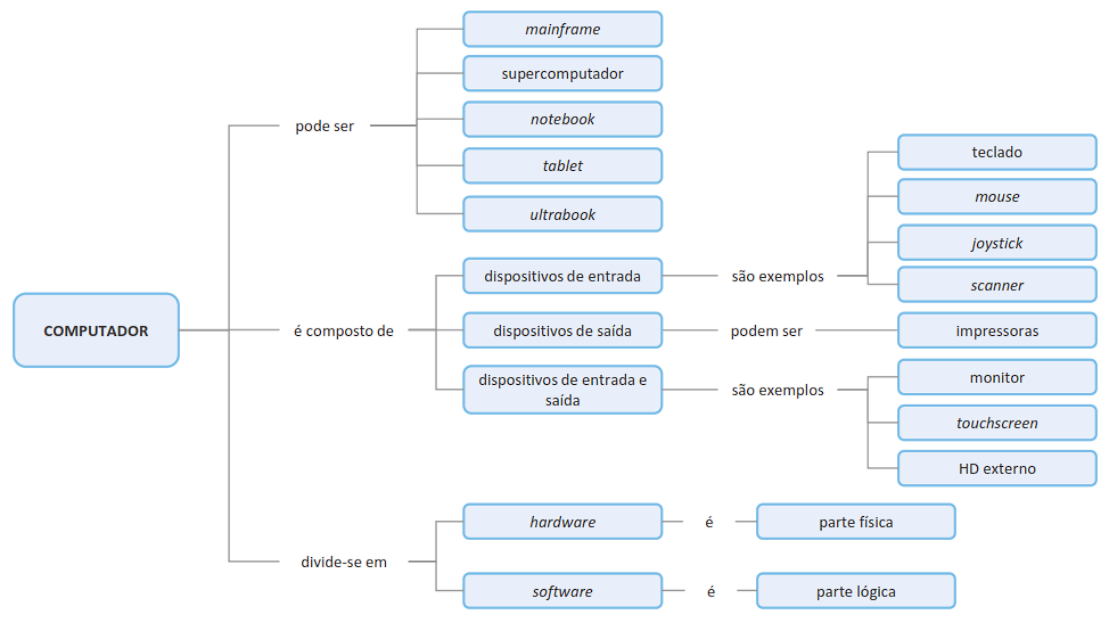 COMPUTADOR
pode ser
mainframe
supercomputador
notebook
tablet
ultrabook
é composto de
dispositivos de entrada
são exemplos
teclado
mouse
joystick
scanner
dispositivos de saída
podem ser
impressoras
dispositivos de entrada e
saída
são exemplos
monitor
touchscreen
HD externo
divide-se em
hardware
é
parte física
software
é
parte lógica